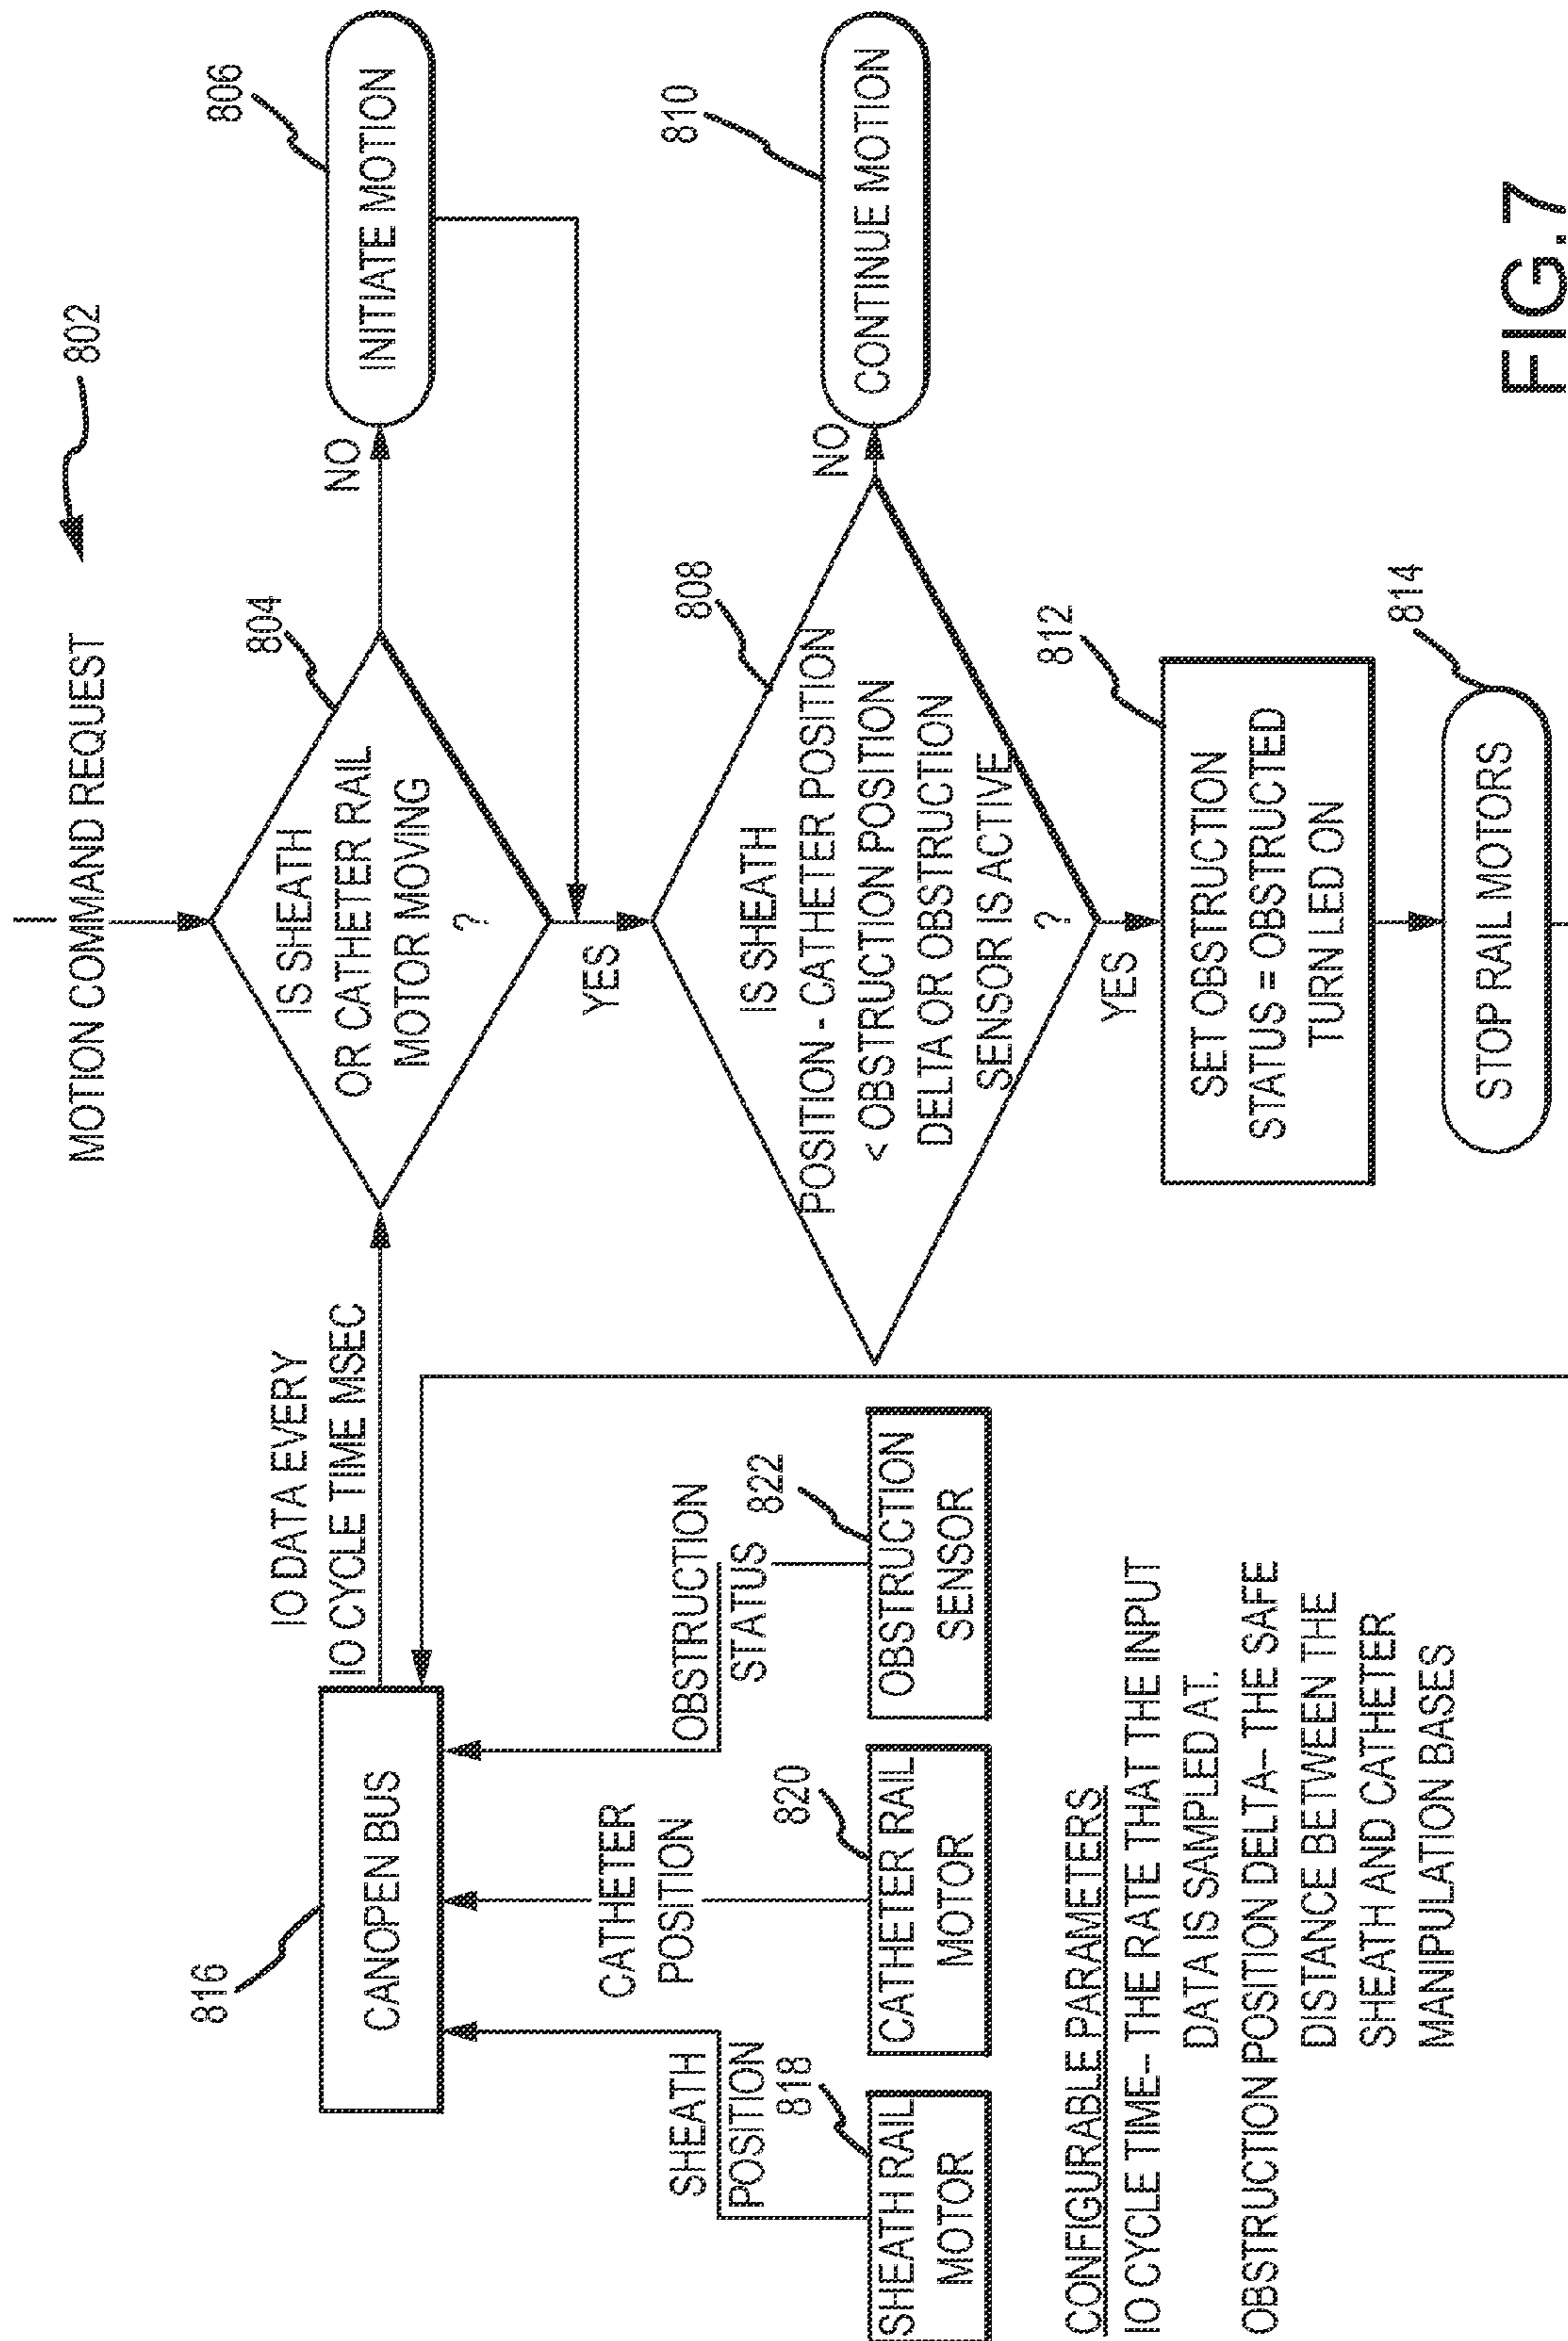 MOTION COMMAND REQUEST
802
804
IS SHEATH
OR CATHETER RAIL
MOTOR MOVING
?
NO
806
INITIATE MOTION
YES
808
IS SHEATH
POSITION - CATHETER POSITION
< OBSTRUCTION POSITION
DELTA OR OBSTRUCTION
SENSOR IS ACTIVE
?
NO
810
CONTINUE MOTION
YES
812
SET OBSTRUCTION
STATUS = OBSTRUCTED
TURN LED ON
814
STOP RAIL MOTORS
IO DATA EVERY
IO CYCLE TIME MSEC
816
CANOPEN BUS
SHEATH
POSITION
818
SHEATH RAIL
MOTOR
CATHETER
POSITION
820
CATHETER RAIL
MOTOR
OBSTRUCTION
STATUS
822
OBSTRUCTION
SENSOR
CONFIGURABLE PARAMETERS
IO CYCLE TIME-- THE RATE THAT THE INPUT
DATA IS SAMPLED AT.
OBSTRUCTION POSITION DELTA-- THE SAFE
DISTANCE BETWEEN THE
SHEATH AND CATHETER
MANIPULATION BASES
FIG.7